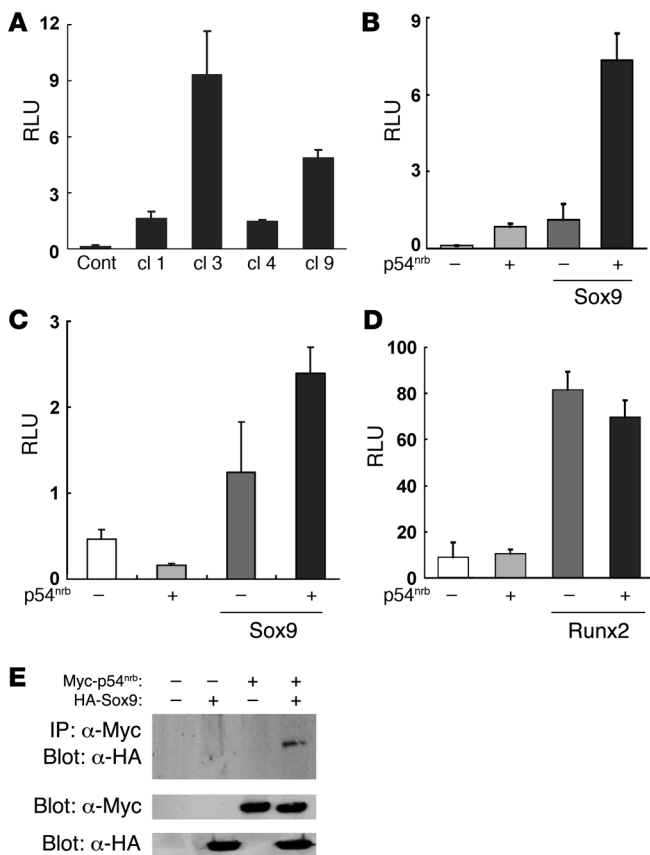 A
12
9
6
3
0
RLU
Cont cl 1 cl 3 cl 4 cl 9
B
9
6
3
0
RLU
p54nrb − + − +
Sox9
C
3
2
1
0
RLU
p54nrb − + − +
Sox9
D
100
80
60
40
20
0
RLU
p54nrb − + − +
Runx2
E
Myc-p54nrb: − − + +
HA-Sox9: − + − +
IP: α-Myc
Blot: α-HA
Blot: α-Myc
Blot: α-HA